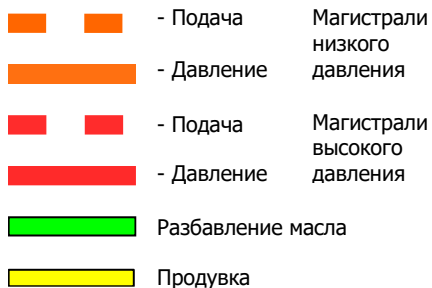 - Подача Магистрали
низкого
- Давление давления
- Подача Магистрали
высокого
- Давление давления
Разбавление масла
Продувка